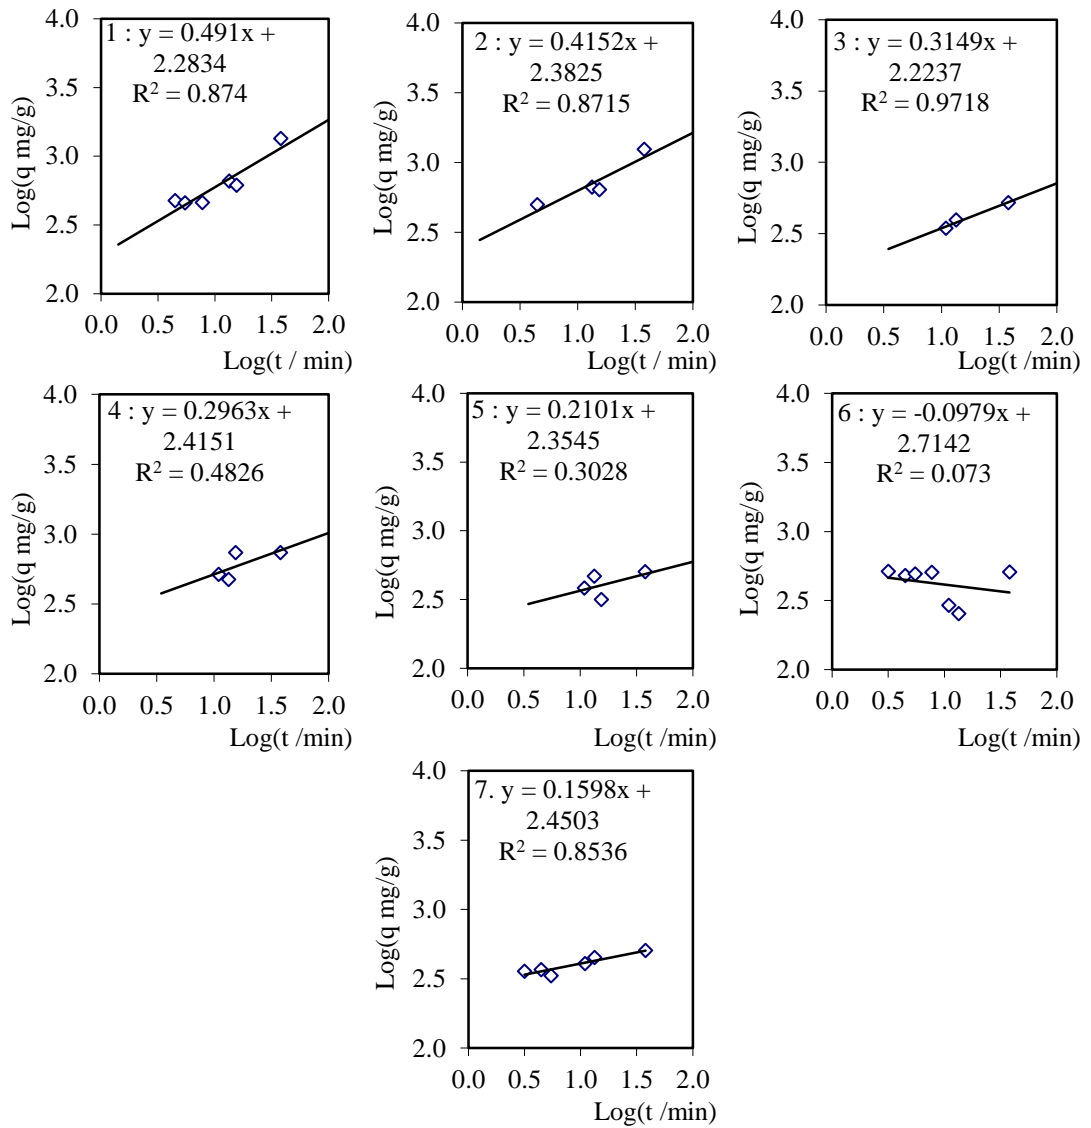 1 : y = 0.491x +
2.2834
R² = 0.874
4.0
3.5
3.0
2.5
2.0
Log(q mg/g)
0.0 0.5 1.0 1.5 2.0
Log(t / min)
2 : y = 0.4152x +
2.3825
R² = 0.8715
4.0
3.5
3.0
2.5
2.0
Log(q mg/g)
0.0 0.5 1.0 1.5 2.0
Log(t / min)
3 : y = 0.3149x +
2.2237
R² = 0.9718
4.0
3.5
3.0
2.5
2.0
Log(q mg/g)
0.0 0.5 1.0 1.5 2.0
Log(t /min)
4 : y = 0.2963x +
2.4151
R² = 0.4826
4.0
3.5
3.0
2.5
2.0
Log(q mg/g)
0.0 0.5 1.0 1.5 2.0
Log(t /min)
5 : y = 0.2101x +
2.3545
R² = 0.3028
4.0
3.5
3.0
2.5
2.0
Log(q mg/g)
0.0 0.5 1.0 1.5 2.0
Log(t /min)
6 : y = -0.0979x +
2.7142
R² = 0.073
4.0
3.5
3.0
2.5
2.0
Log(q mg/g)
0.0 0.5 1.0 1.5 2.0
Log(t /min)
7. y = 0.1598x +
2.4503
R² = 0.8536
4.0
3.5
3.0
2.5
2.0
Log(q mg/g)
0.0 0.5 1.0 1.5 2.0
Log(t /min)